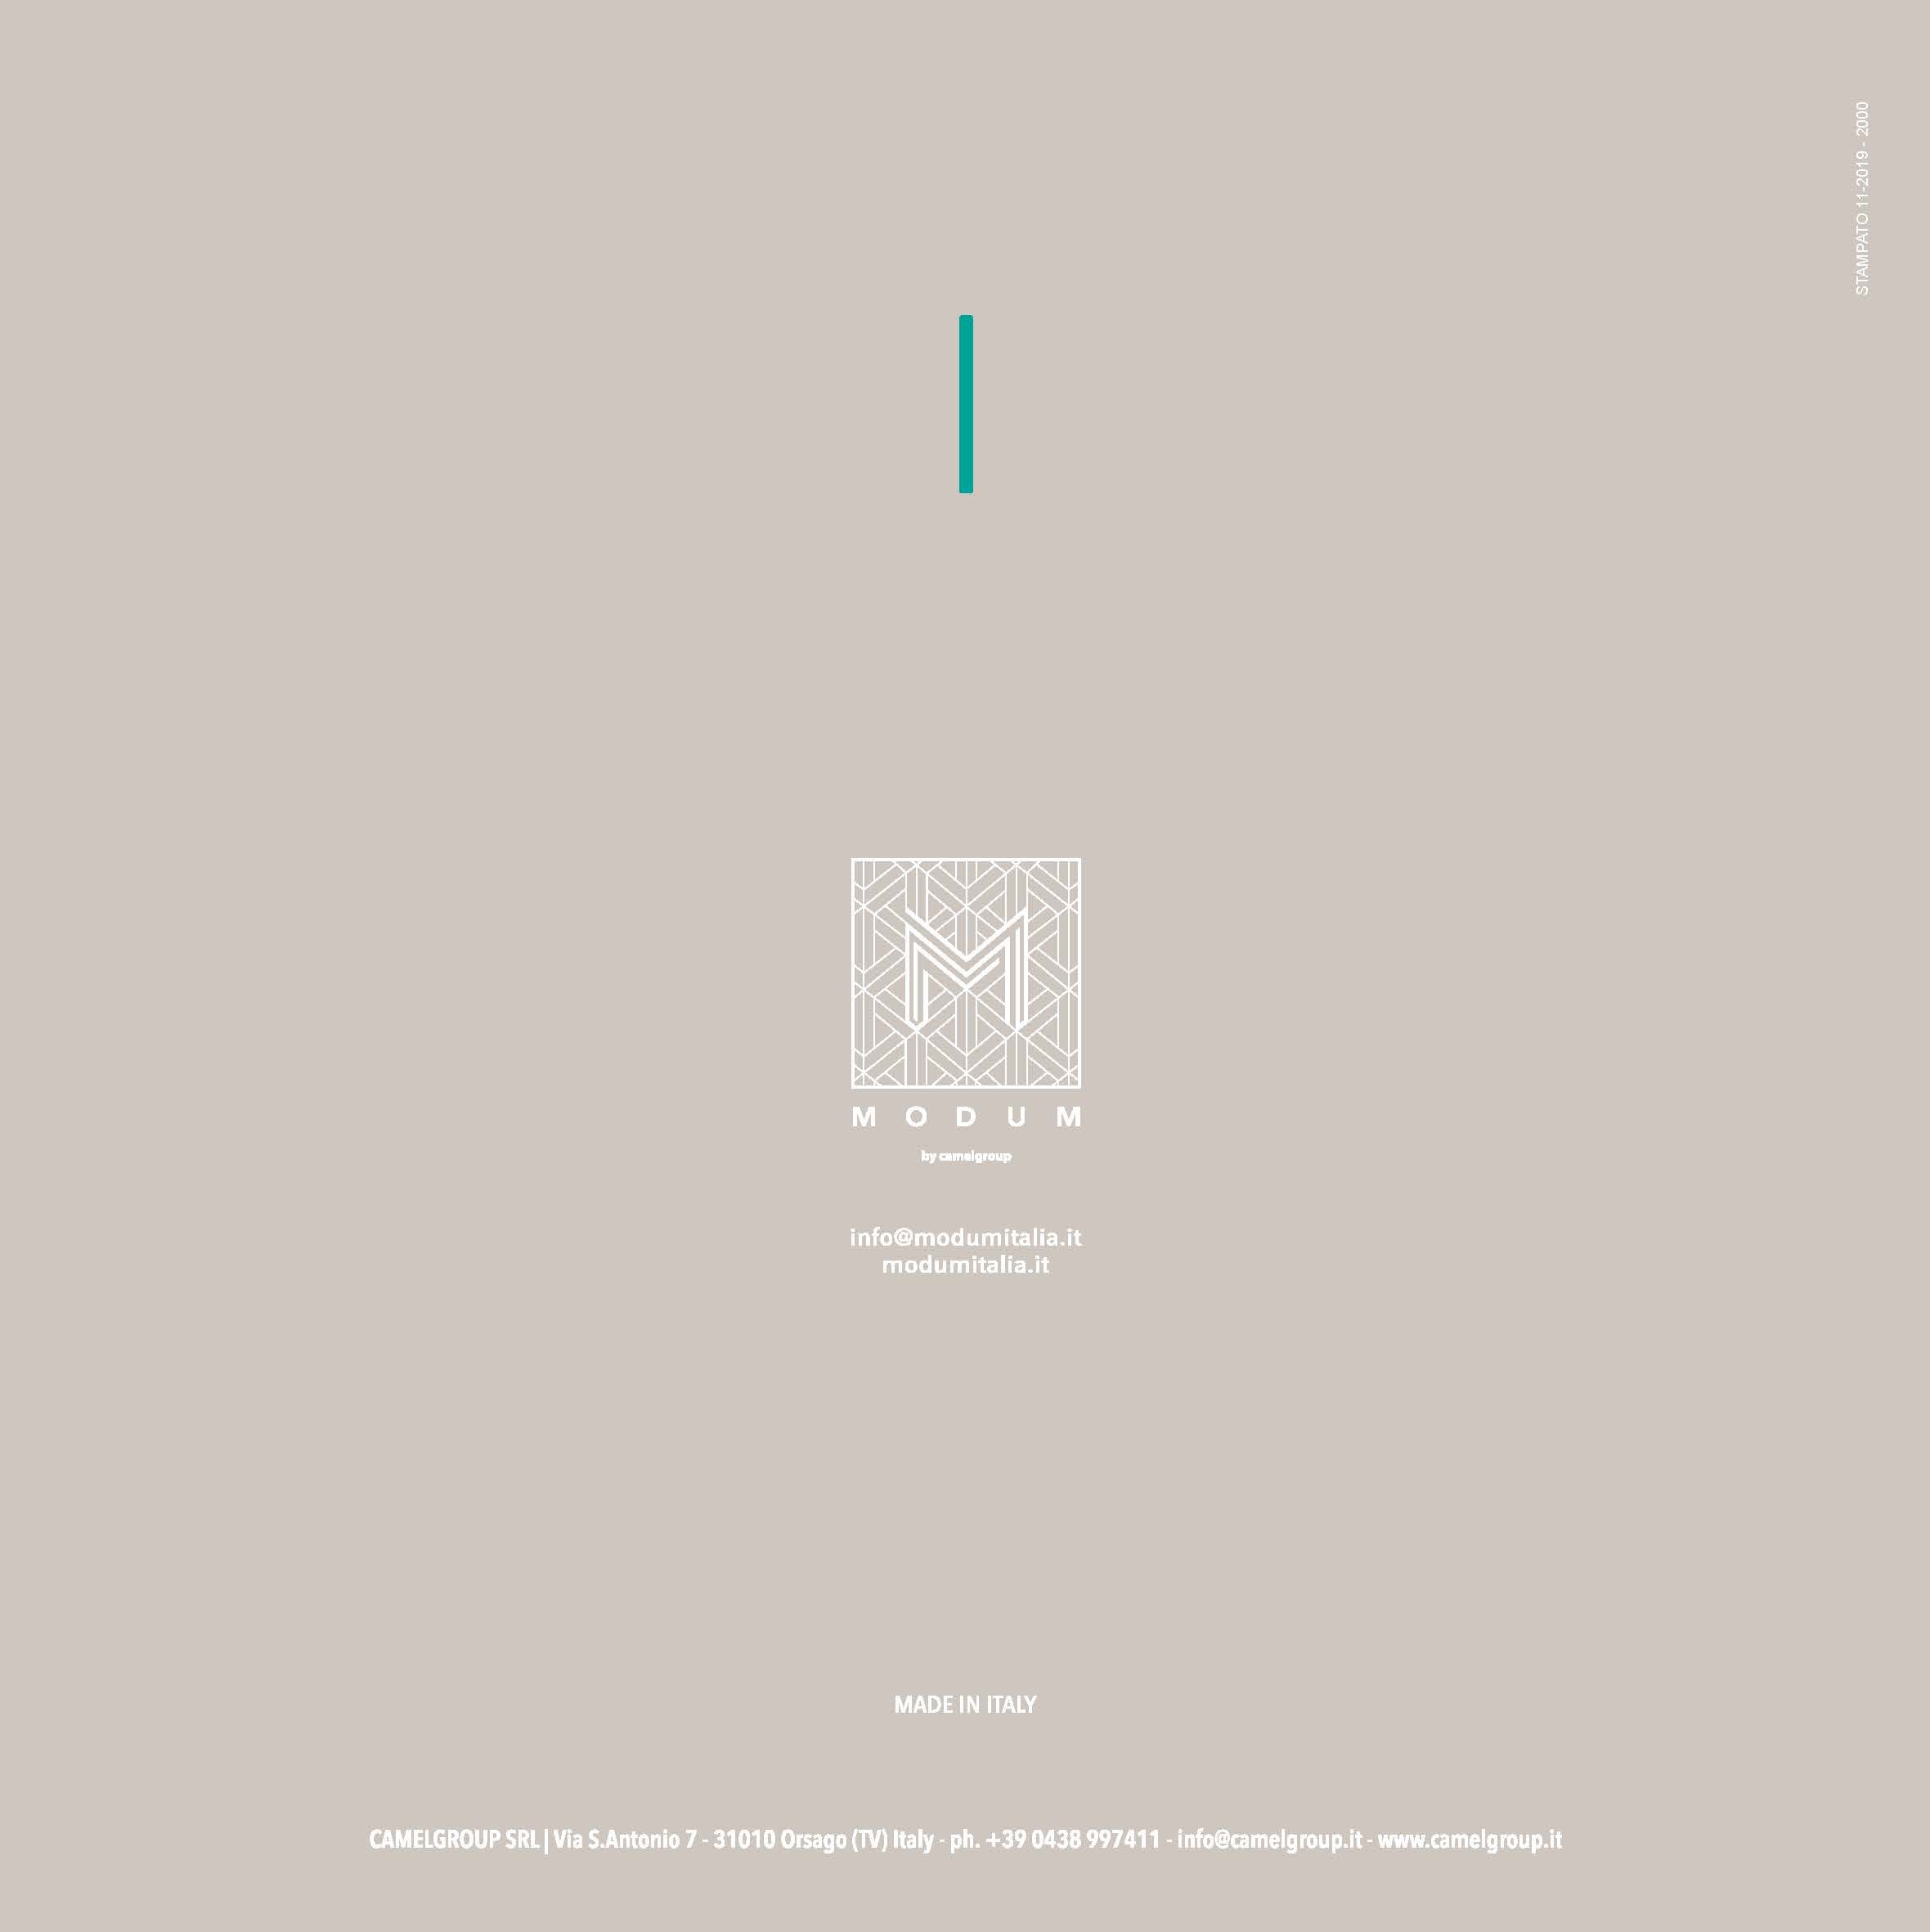 STAMPATO 11-2019 - 2000
MODUM
by camelgroup
info@modumitalia.it
modumitalia.it
MADE IN ITALY
CAMELGROUP SRL | Via S.Antonio 7 - 31010 Orsago (TV) Italy - ph. +39 0438 997411 - info@camelgroup.it - www.camelgroup.it